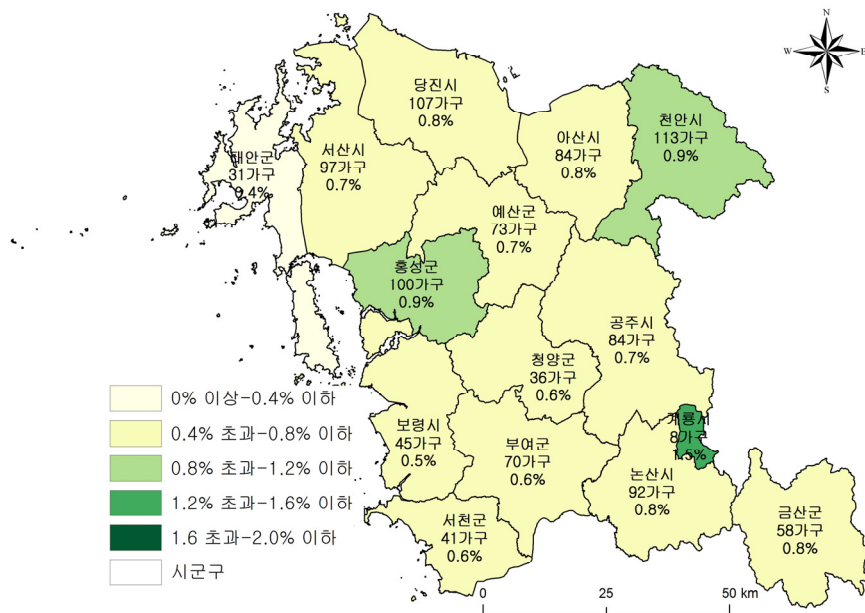 N
W
E
S
당진시
107가구
0.8%
천안시
113가구
0.9%
아산시
84가구
0.8%
서산시
97가구
0.7%
태안군
31가구
0.4%
예산군
73가구
0.7%
홍성군
100가구
0.9%
공주시
84가구
0.7%
청양군
36가구
0.6%
계룡시
8가구
1.5%
보령시
45가구
0.5%
부여군
70가구
0.6%
논산시
92가구
0.8%
금산군
58가구
0.8%
서천군
41가구
0.6%
0% 이상-0.4% 이하
0.4% 초과-0.8% 이하
0.8% 초과-1.2% 이하
1.2% 초과-1.6% 이하
1.6 초과-2.0% 이하
시군구
0 25 50 km